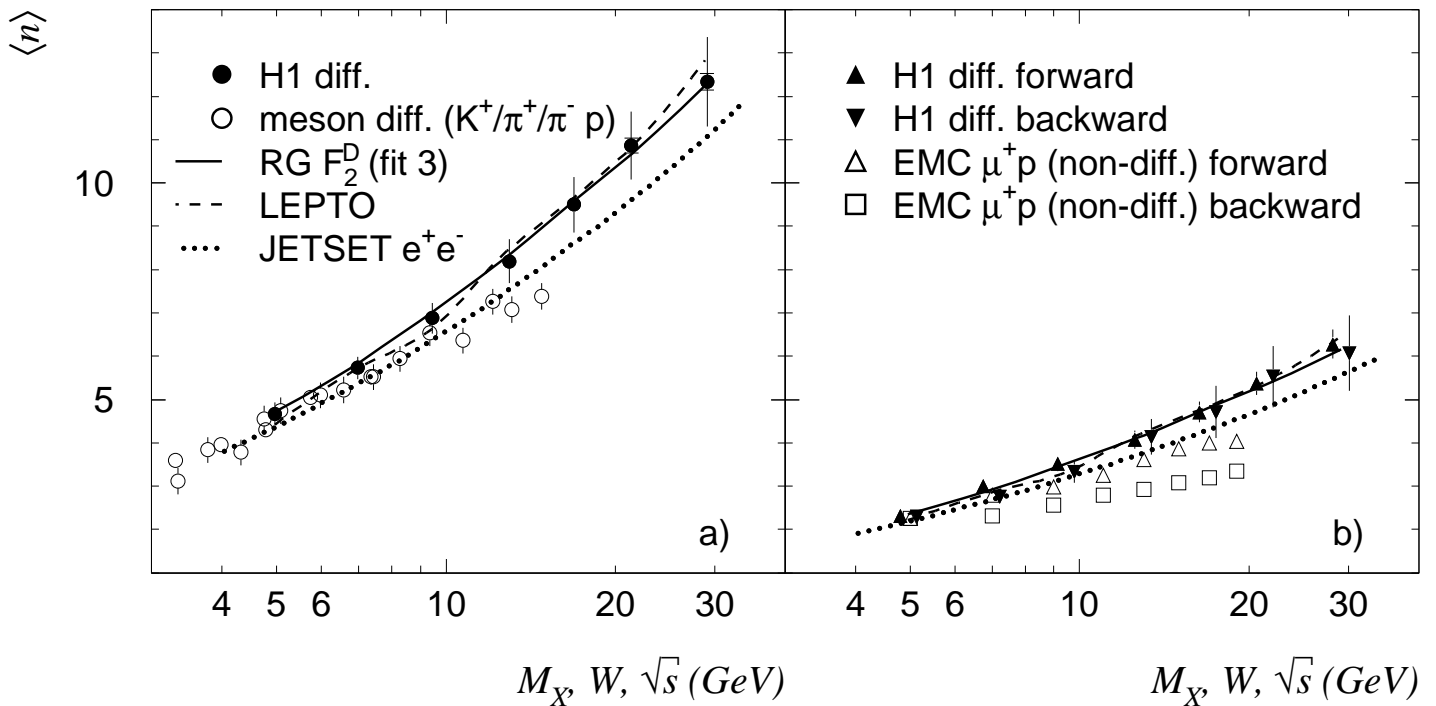 ⟨n⟩
10
5
H1 diff.
meson diff. (K⁺/π⁺/π⁻ p)
RG F₂ᴰ (fit 3)
LEPTO
JETSET e⁺e⁻
a)
4 5 6 10 20 30
M_X, W, √s (GeV)
H1 diff. forward
H1 diff. backward
EMC μ⁺p (non-diff.) forward
EMC μ⁺p (non-diff.) backward
b)
4 5 6 10 20 30
M_X, W, √s (GeV)